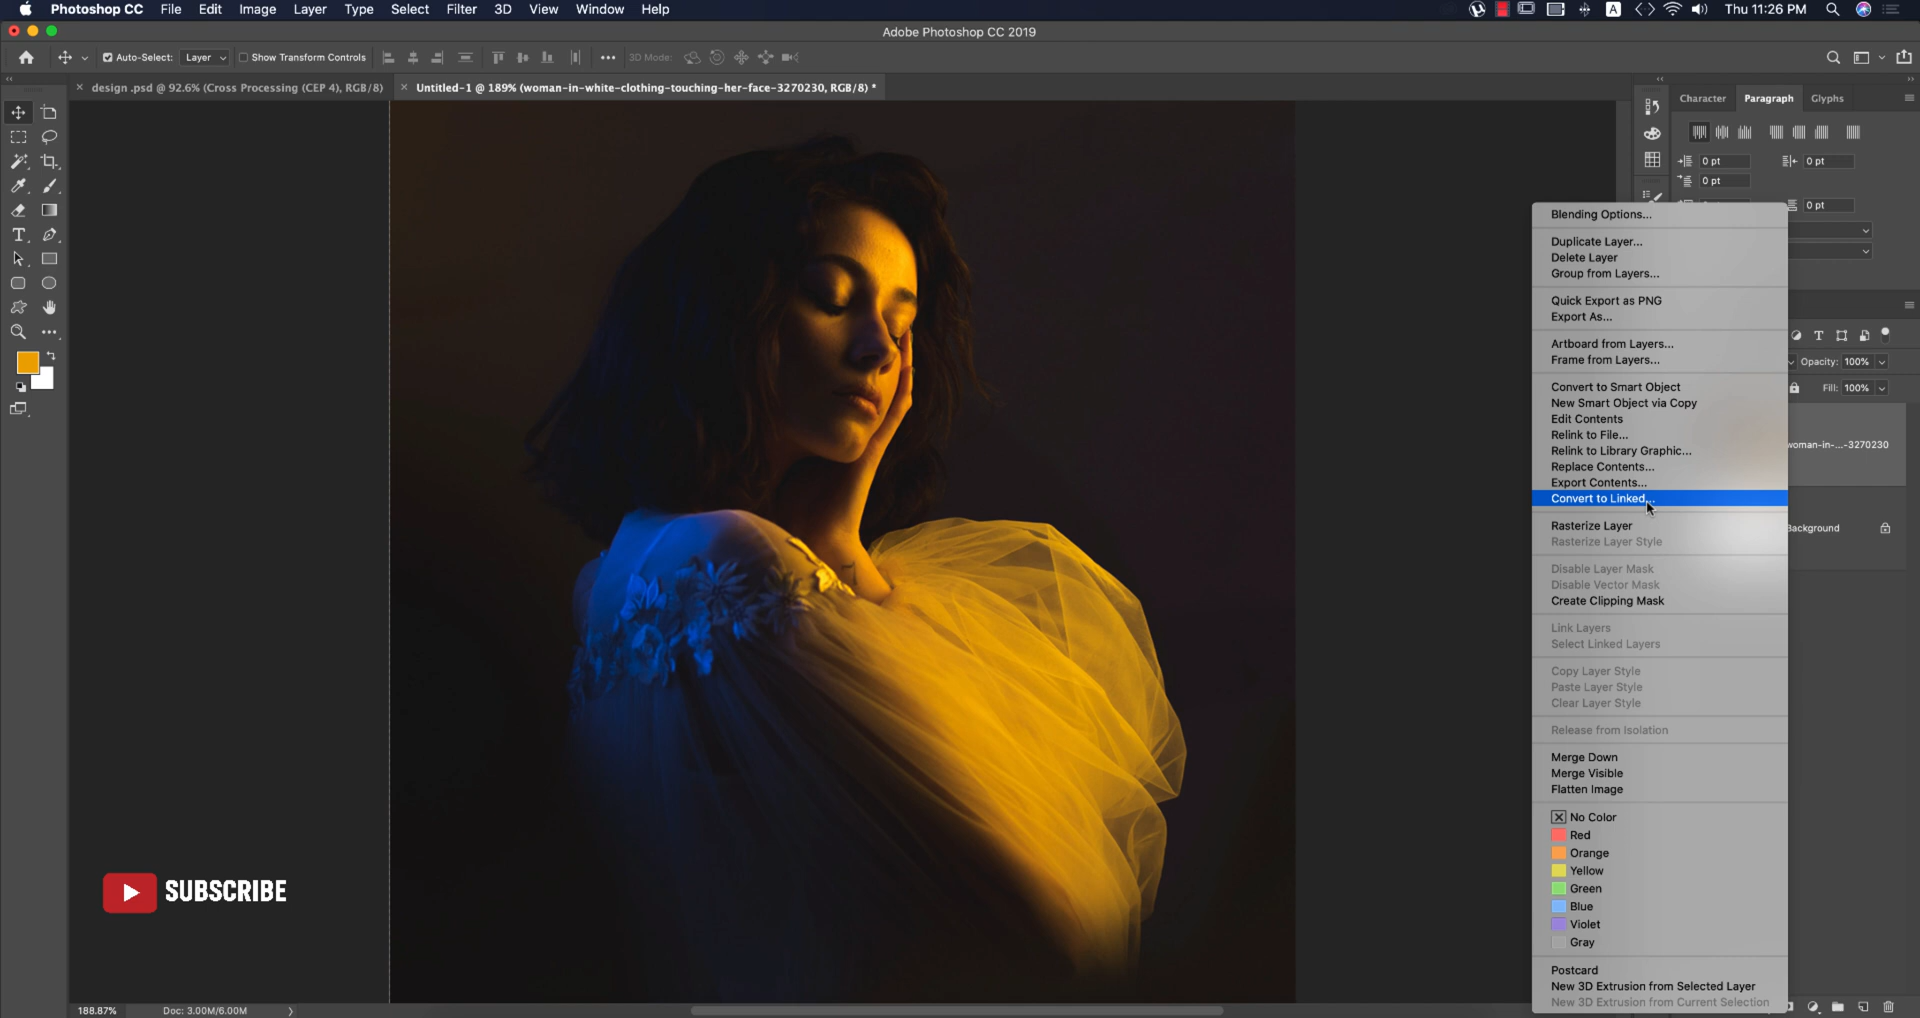 Photoshop CC File Edit Image Layer Type Select Filter 3D View Window Help
A Thu 11:26 PM
Adobe Photoshop CC 2019
Auto-Select: Layer Show Transform Controls 3D Mode:
design .psd @ 92.6% (Cross Processing (CEP 4), RGB/8)
Untitled-1 @ 189% (woman-in-white-clothing-touching-her-face-3270230, RGB/8) *
Character Paragraph Glyphs
0 pt 0 pt
0 pt
0 pt
Blending Options...
Duplicate Layer...
Delete Layer
Group from Layers...
Quick Export as PNG
Export As...
Artboard from Layers...
Frame from Layers...
Opacity: 100%
Convert to Smart Object
Fill: 100%
New Smart Object via Copy
Edit Contents
Relink to File...
woman-in-...-3270230
Relink to Library Graphic...
Replace Contents...
Export Contents...
Convert to Linked...
Rasterize Layer
Background
Rasterize Layer Style
Disable Layer Mask
Disable Vector Mask
Create Clipping Mask
Link Layers
Select Linked Layers
Copy Layer Style
Paste Layer Style
Clear Layer Style
Release from Isolation
Merge Down
Merge Visible
Flatten Image
No Color
Red
Orange
Yellow
Green
Blue
Violet
Gray
Postcard
New 3D Extrusion from Selected Layer
New 3D Extrusion from Current Selection
SUBSCRIBE
188.87% Doc: 3.00M/6.00M